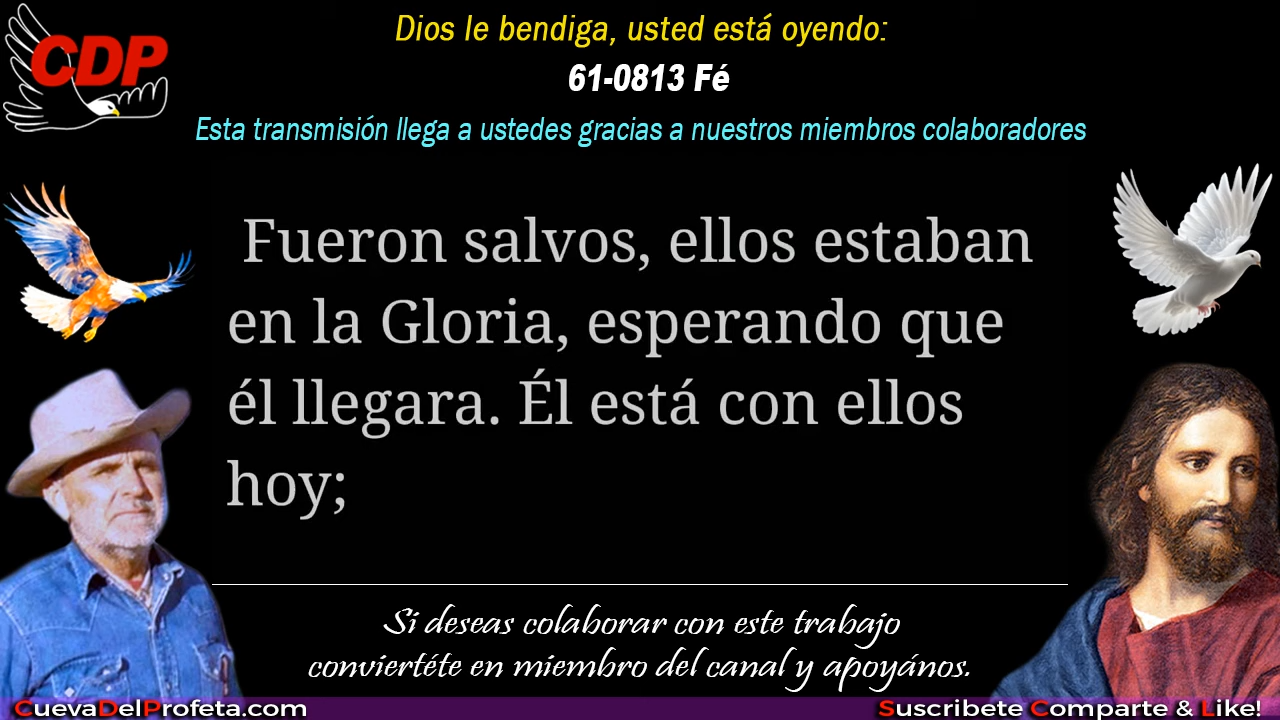 CDP
Dios le bendiga, usted está oyendo:
61-0813 Fé
Esta transmisión llega a ustedes gracias a nuestros miembros colaboradores
Fueron salvos, ellos estaban
en la Gloria, esperando que
él llegara. Él está con ellos
hoy;
Si deseas colaborar con este trabajo
conviertéte en miembro del canal y apoyános.
CuevaDelProfeta.com
Suscribete Comparte & Like!